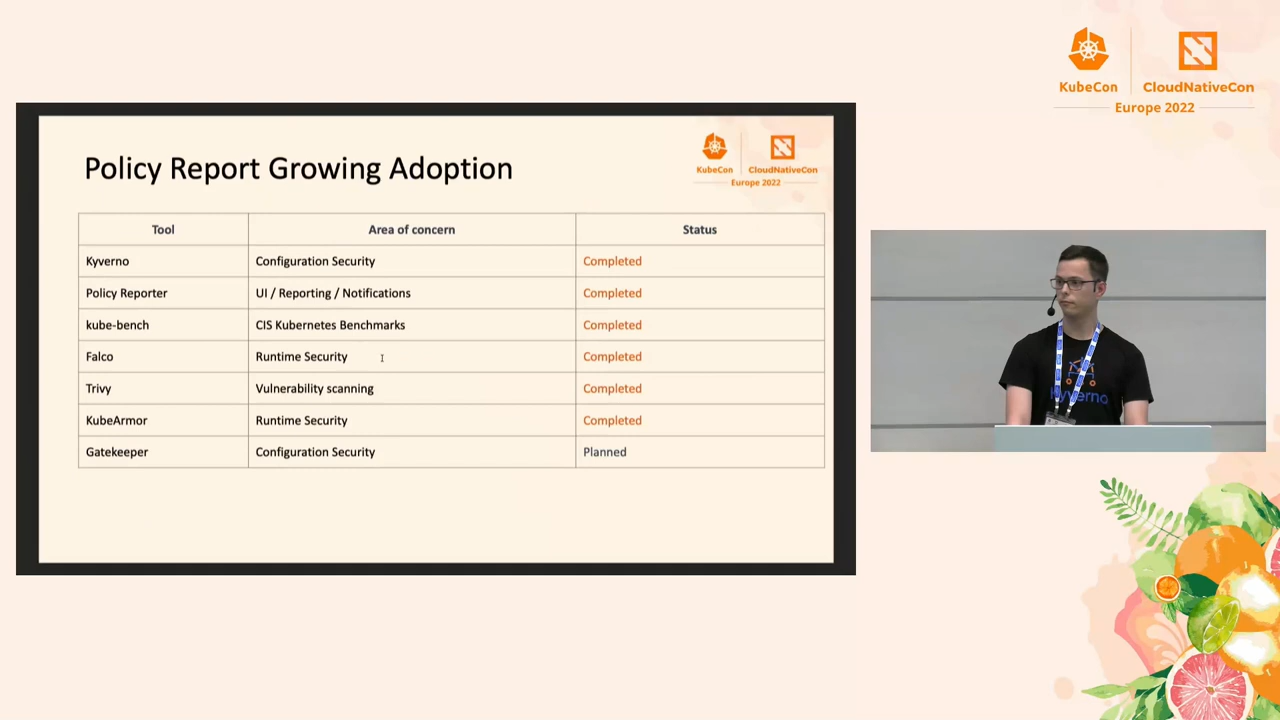 KubeCon
CloudNativeCon
Europe 2022
Policy Report Growing Adoption
KubeCon
CloudNativeCon
Europe 2022
Tool Area of concern Status
Kyverno Configuration Security Completed
Policy Reporter UI / Reporting / Notifications Completed
kube-bench CIS Kubernetes Benchmarks Completed
Falco Runtime Security Completed
Trivy Vulnerability scanning Completed
KubeArmor Runtime Security Completed
Gatekeeper Configuration Security Planned
Kyverno